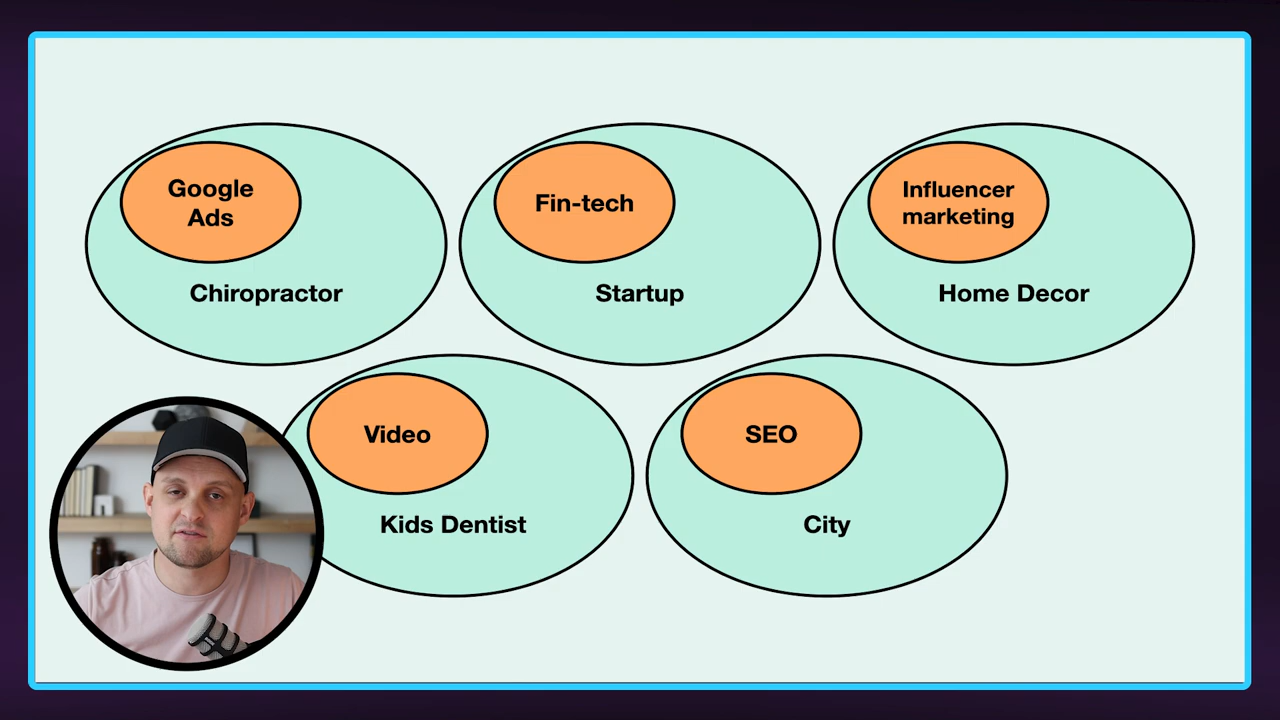 Google
Ads
Chiropractor
Fin-tech
Startup
Influencer
marketing
Home Decor
Video
Kids Dentist
SEO
City